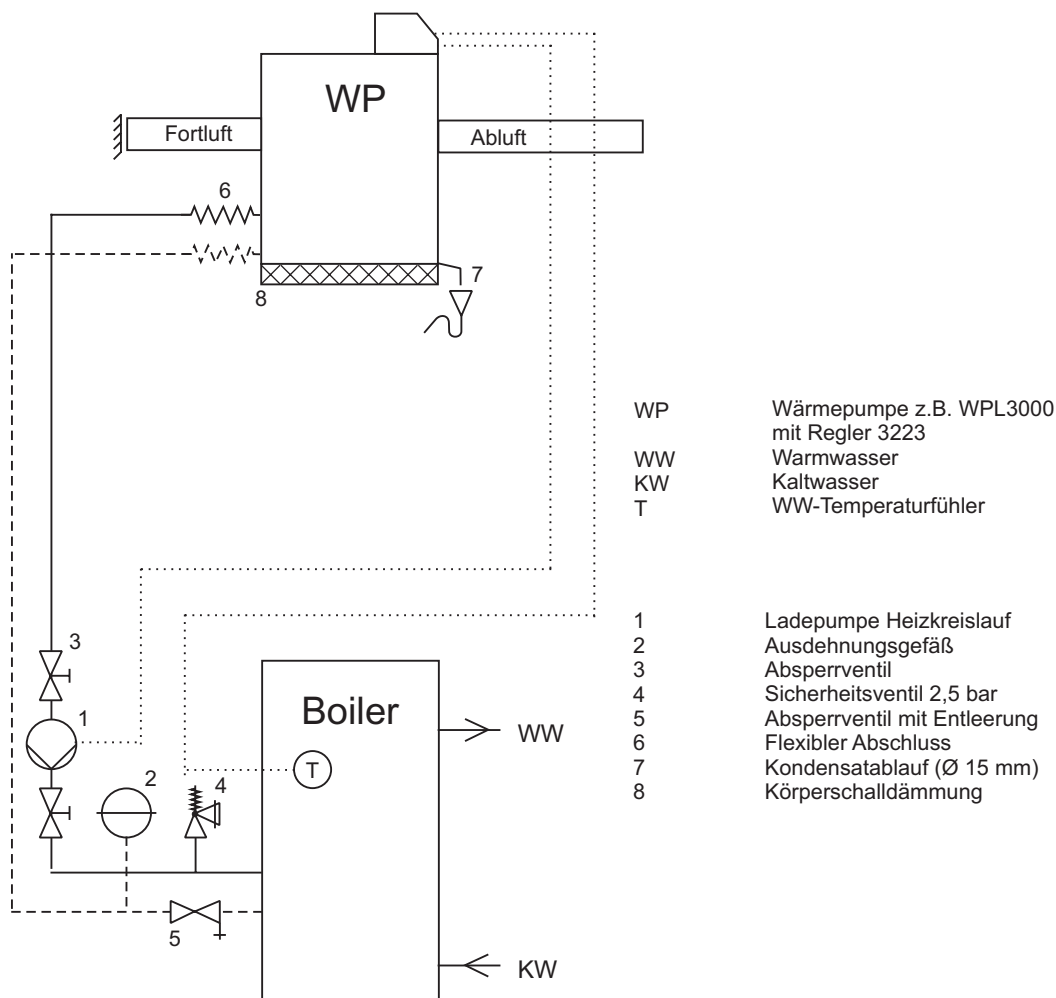 WP
Fortluft
Abluft
6
7
8
WP Wärmepumpe z.B. WPL3000
mit Regler 3223
WW Warmwasser
KW Kaltwasser
T WW-Temperaturfühler
1 Ladepumpe Heizkreislauf
2 Ausdehnungsgefäß
3 Absperrventil
4 Sicherheitsventil 2,5 bar
5 Absperrventil mit Entleerung
6 Flexibler Abschluss
7 Kondensatablauf (Ø 15 mm)
8 Körperschalldämmung
3
1
2
Boiler
WW
T
4
5
KW